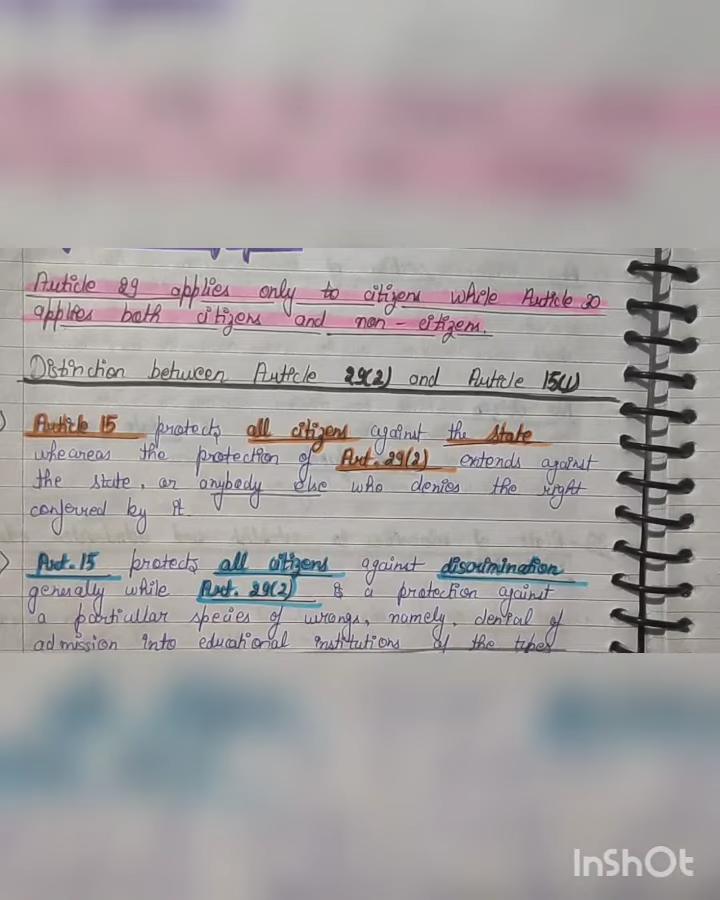 Article 29 applies only to citizens while Article 30
applies both citizens and non-citizens.
Distinction between Article 29(2) and Article 15(1)
Article 15 protects all citizens against the state
wheareas the protection of Art. 29(2) extends against
the state, or anybody else who denies the right
conferred by it.
Art. 15 protects all citizens against discrimination
generally while Art. 29(2) is a protection against
a particular species of wrongs, namely, denial of
admission into educational institutions of the types
InShOt